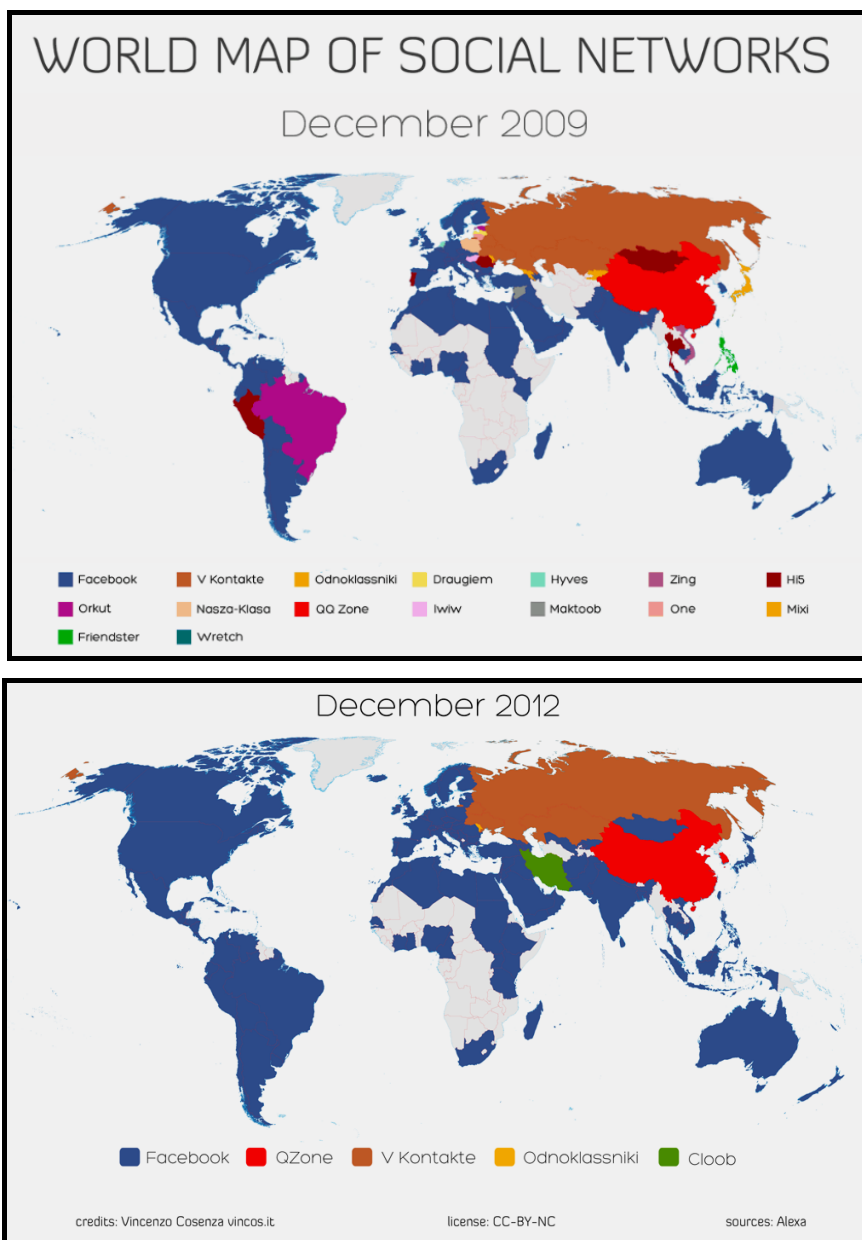 WORLD MAP OF SOCIAL NETWORKS
December 2009
Facebook V Kontakte Odnoklassniki Draugiem Hyves Zing Hi5
Orkut Nasza-Klasa QQ Zone Iwiw Maktoob One Mixi
Friendster Wretch
December 2012
Facebook QZone V Kontakte Odnoklassniki Cloob
credits: Vincenzo Cosenza vincos.it license: CC-BY-NC sources: Alexa